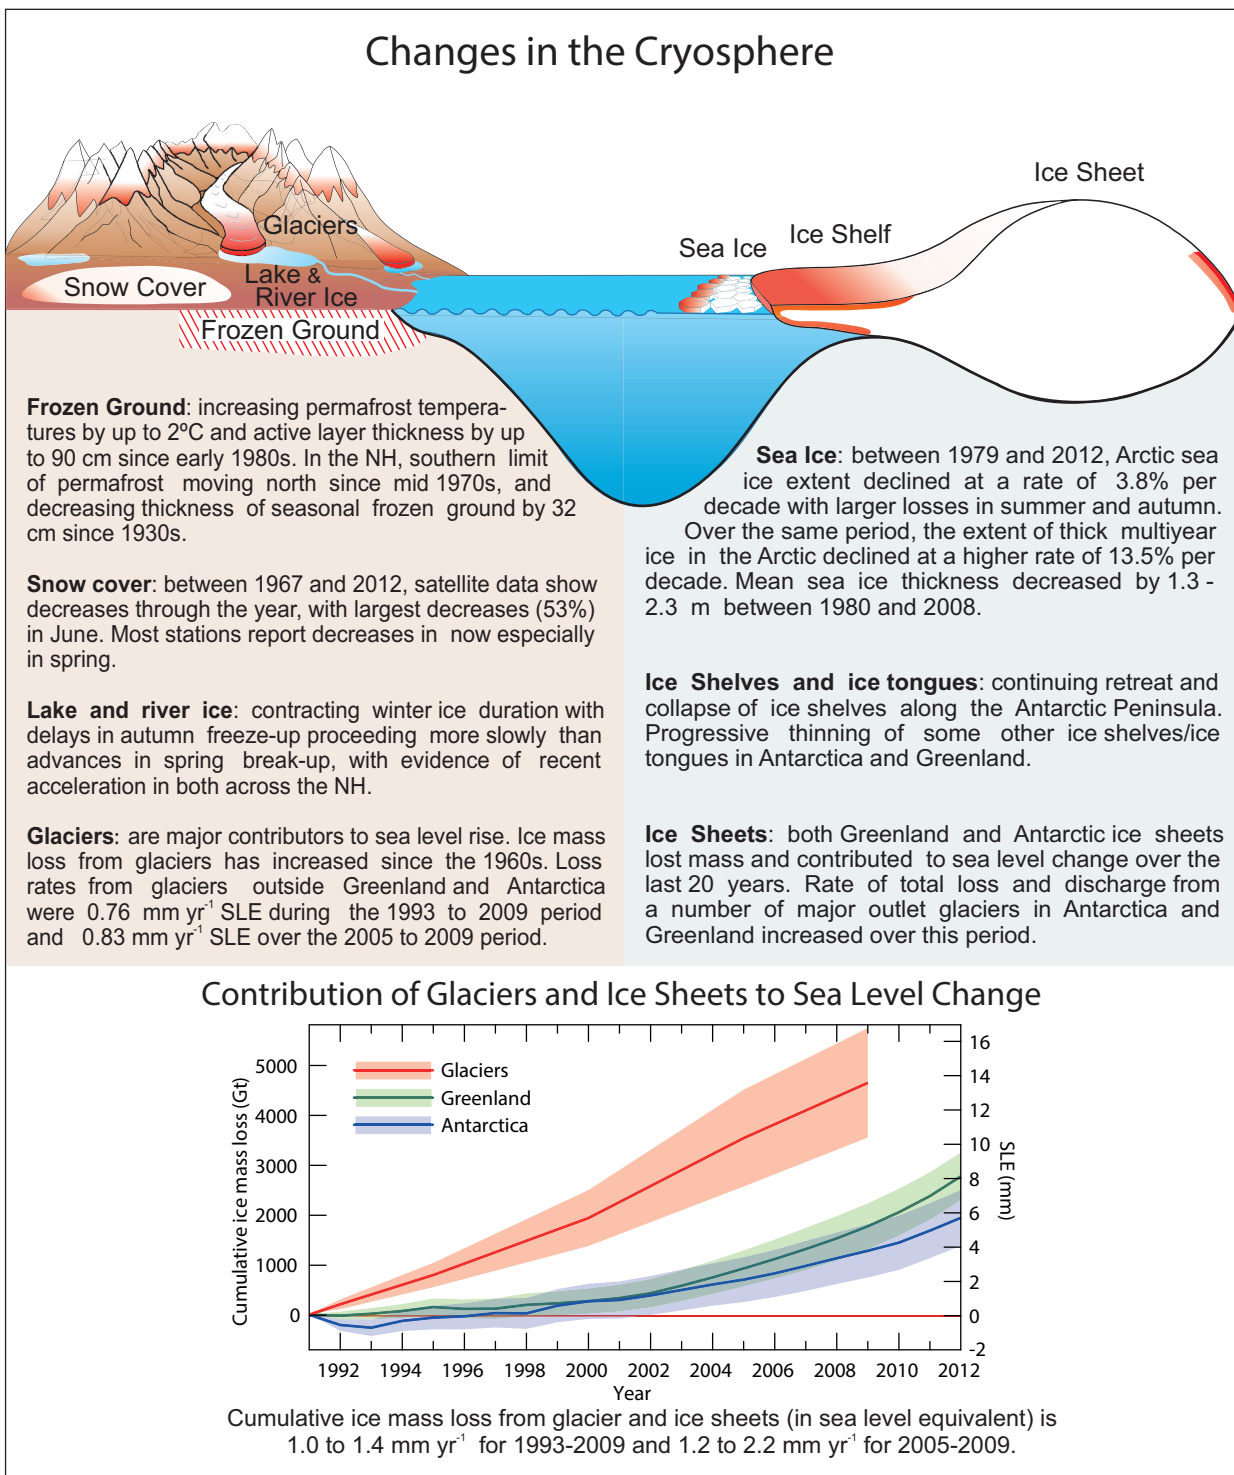 Changes in the Cryosphere
Ice Sheet
Glaciers
Sea Ice
Ice Shelf
Snow Cover
Lake &
River Ice
Frozen Ground
Frozen Ground: increasing permafrost tempera-
tures by up to 2ºC and active layer thickness by up
to 90 cm since early 1980s. In the NH, southern limit
of permafrost moving north since mid 1970s, and
decreasing thickness of seasonal frozen ground by 32
cm since 1930s.
Snow cover: between 1967 and 2012, satellite data show
decreases through the year, with largest decreases (53%)
in June. Most stations report decreases in now especially
in spring.
Lake and river ice: contracting winter ice duration with
delays in autumn freeze-up proceeding more slowly than
advances in spring break-up, with evidence of recent
acceleration in both across the NH.
Glaciers: are major contributors to sea level rise. Ice mass
loss from glaciers has increased since the 1960s. Loss
rates from glaciers outside Greenland and Antarctica
were 0.76 mm yr⁻¹ SLE during the 1993 to 2009 period
and 0.83 mm yr⁻¹ SLE over the 2005 to 2009 period.
Sea Ice: between 1979 and 2012, Arctic sea
ice extent declined at a rate of 3.8% per
decade with larger losses in summer and autumn.
Over the same period, the extent of thick multiyear
ice in the Arctic declined at a higher rate of 13.5% per
decade. Mean sea ice thickness decreased by 1.3 -
2.3 m between 1980 and 2008.
Ice Shelves and ice tongues: continuing retreat and
collapse of ice shelves along the Antarctic Peninsula.
Progressive thinning of some other ice shelves/ice
tongues in Antarctica and Greenland.
Ice Sheets: both Greenland and Antarctic ice sheets
lost mass and contributed to sea level change over the
last 20 years. Rate of total loss and discharge from
a number of major outlet glaciers in Antarctica and
Greenland increased over this period.
Contribution of Glaciers and Ice Sheets to Sea Level Change
Cumulative ice mass loss (Gt)
5000
4000
3000
2000
1000
0
Glaciers
Greenland
Antarctica
16
14
12
10
8
6
4
2
0
-2
SLE (mm)
1992 1994 1996 1998 2000 2002 2004 2006 2008 2010 2012
Year
Cumulative ice mass loss from glacier and ice sheets (in sea level equivalent) is
1.0 to 1.4 mm yr⁻¹ for 1993-2009 and 1.2 to 2.2 mm yr⁻¹ for 2005-2009.